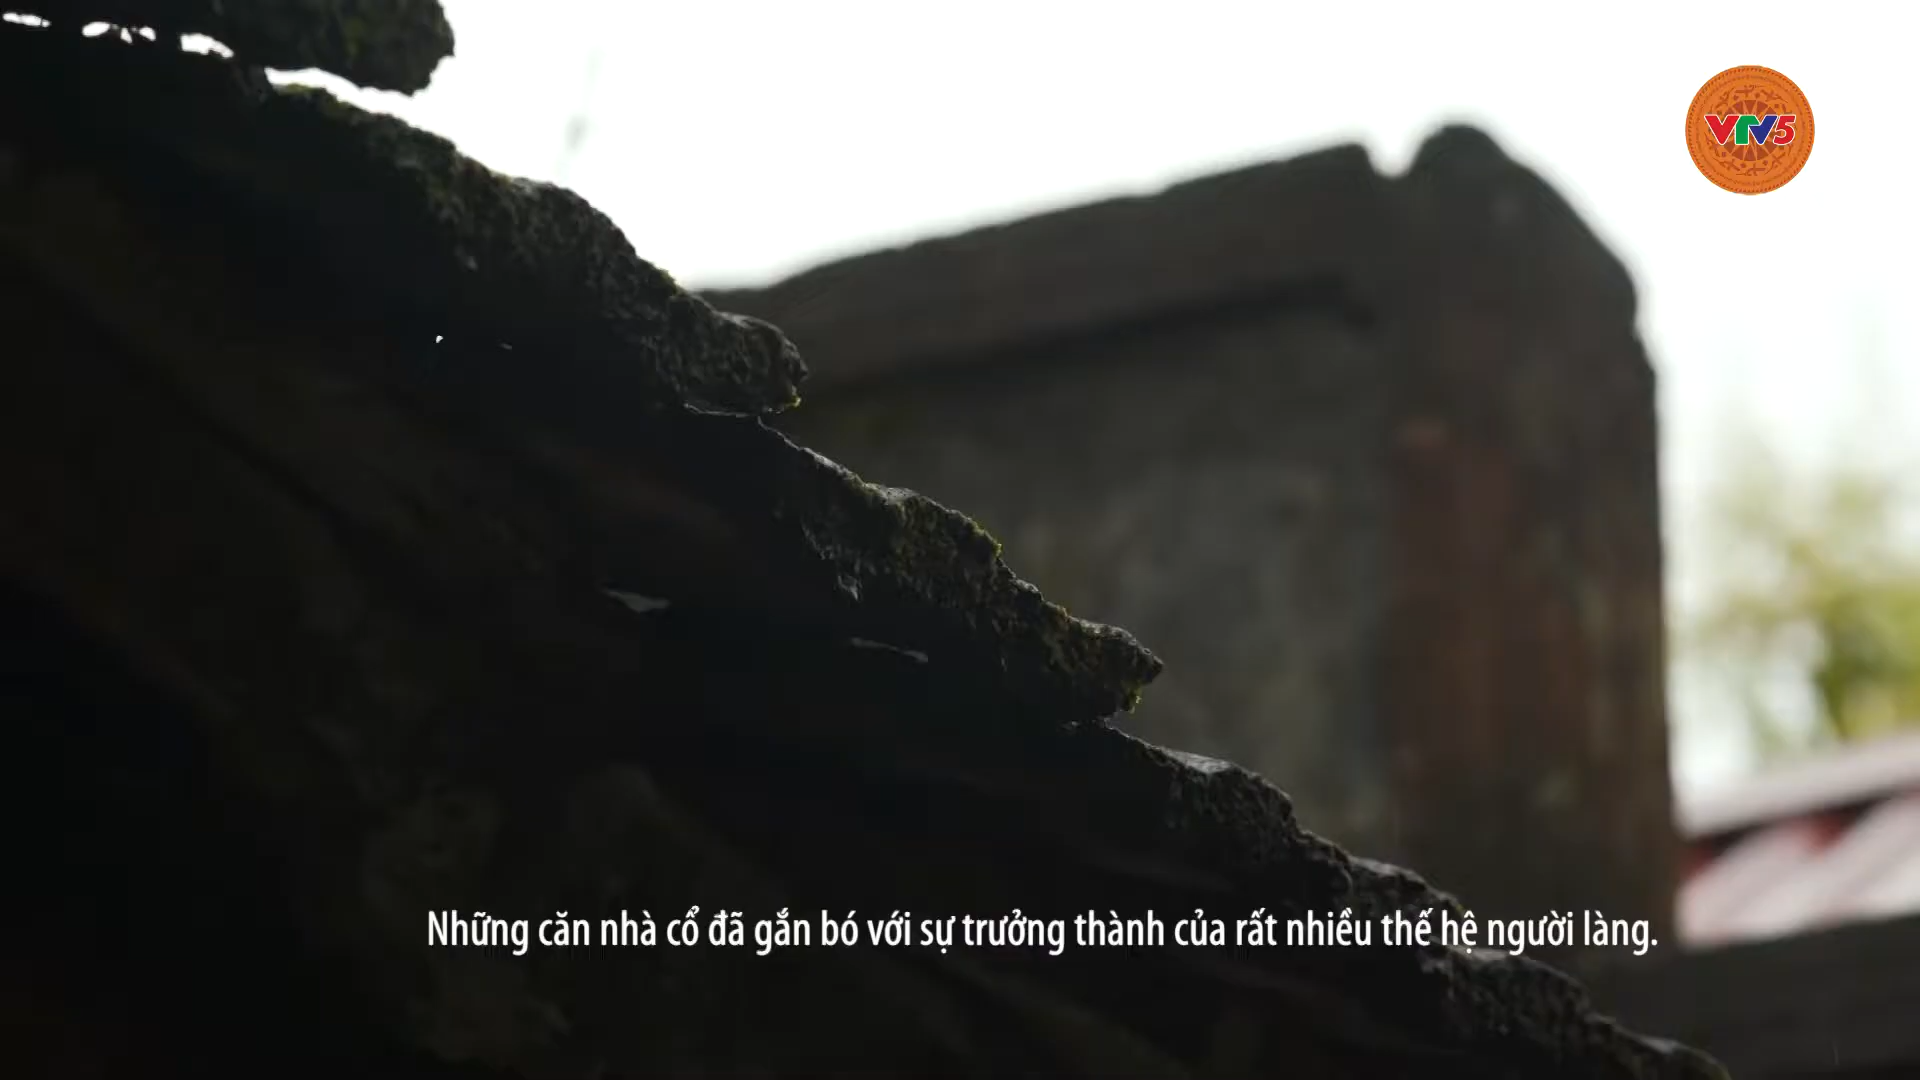 VTV5
Những căn nhà cổ đã gắn bó với sự trưởng thành của rất nhiều thế hệ người làng.